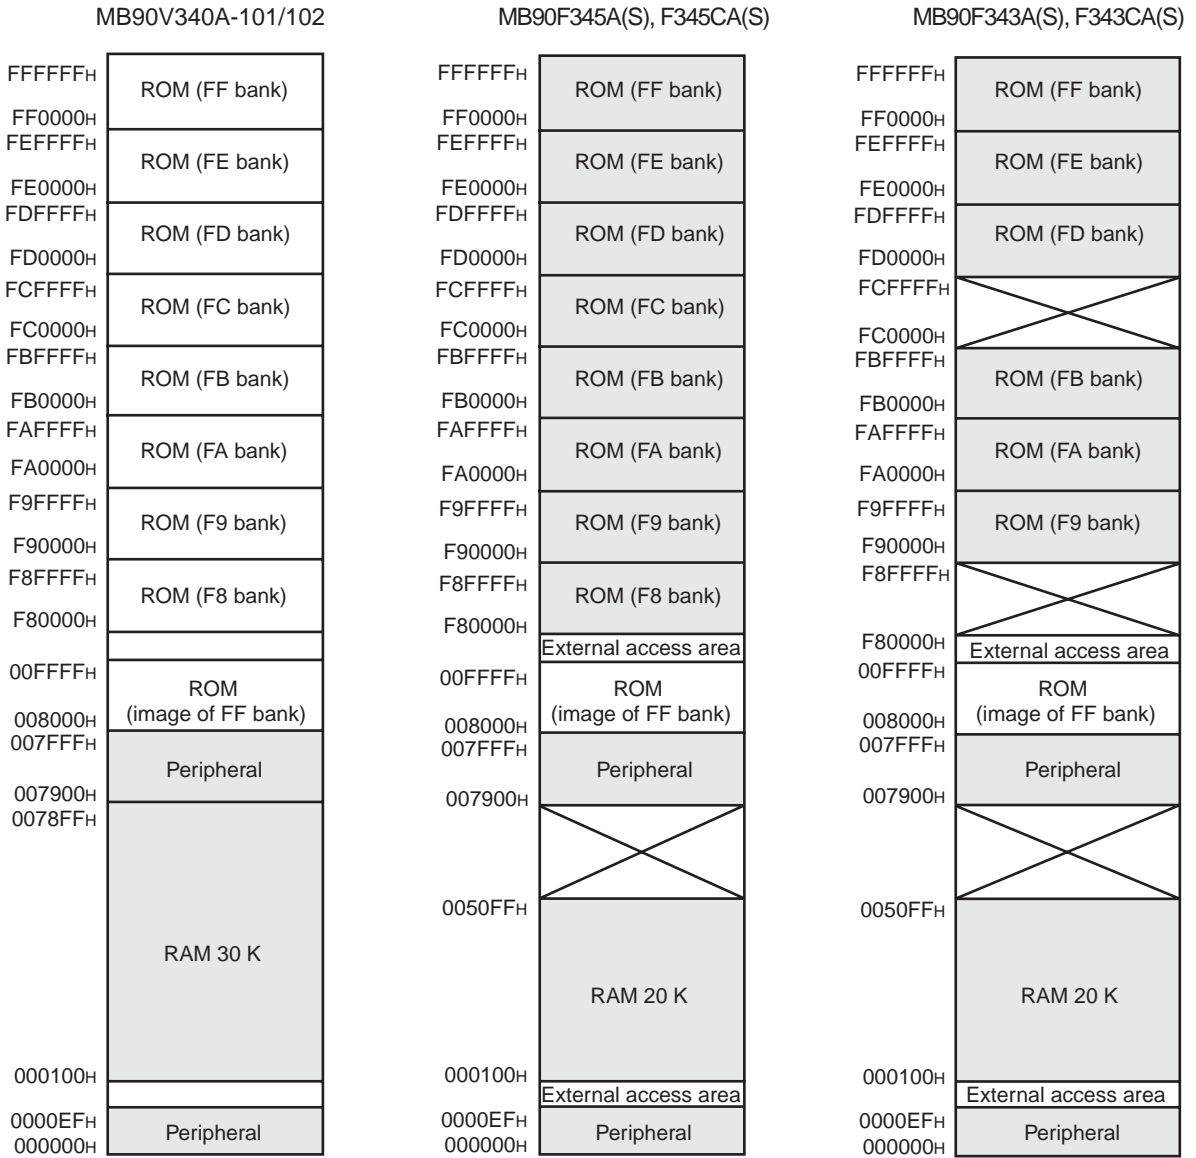 MB90V340A-101/102
FFFFFFH
ROM (FF bank)
FF0000H
FEFFFFH
ROM (FE bank)
FE0000H
FDFFFFH
ROM (FD bank)
FD0000H
FCFFFFH
ROM (FC bank)
FC0000H
FBFFFFH
ROM (FB bank)
FB0000H
FAFFFFH
ROM (FA bank)
FA0000H
F9FFFFH
ROM (F9 bank)
F90000H
F8FFFFH
ROM (F8 bank)
F80000H
00FFFFH
ROM
(image of FF bank)
008000H
007FFFH
Peripheral
007900H
0078FFH
RAM 30 K
000100H
0000EFH
Peripheral
000000H
MB90F345A(S), F345CA(S)
FFFFFFH
ROM (FF bank)
FF0000H
FEFFFFH
ROM (FE bank)
FE0000H
FDFFFFH
ROM (FD bank)
FD0000H
FCFFFFH
ROM (FC bank)
FC0000H
FBFFFFH
ROM (FB bank)
FB0000H
FAFFFFH
ROM (FA bank)
FA0000H
F9FFFFH
ROM (F9 bank)
F90000H
F8FFFFH
ROM (F8 bank)
F80000H
External access area
00FFFFH
ROM
(image of FF bank)
008000H
007FFFH
Peripheral
007900H
0050FFH
RAM 20 K
000100H
External access area
0000EFH
Peripheral
000000H
MB90F343A(S), F343CA(S)
FFFFFFH
ROM (FF bank)
FF0000H
FEFFFFH
ROM (FE bank)
FE0000H
FDFFFFH
ROM (FD bank)
FD0000H
FCFFFFH
FC0000H
FBFFFFH
ROM (FB bank)
FB0000H
FAFFFFH
ROM (FA bank)
FA0000H
F9FFFFH
ROM (F9 bank)
F90000H
F8FFFFH
F80000H
External access area
00FFFFH
ROM
(image of FF bank)
008000H
007FFFH
Peripheral
007900H
0050FFH
RAM 20 K
000100H
External access area
0000EFH
Peripheral
000000H